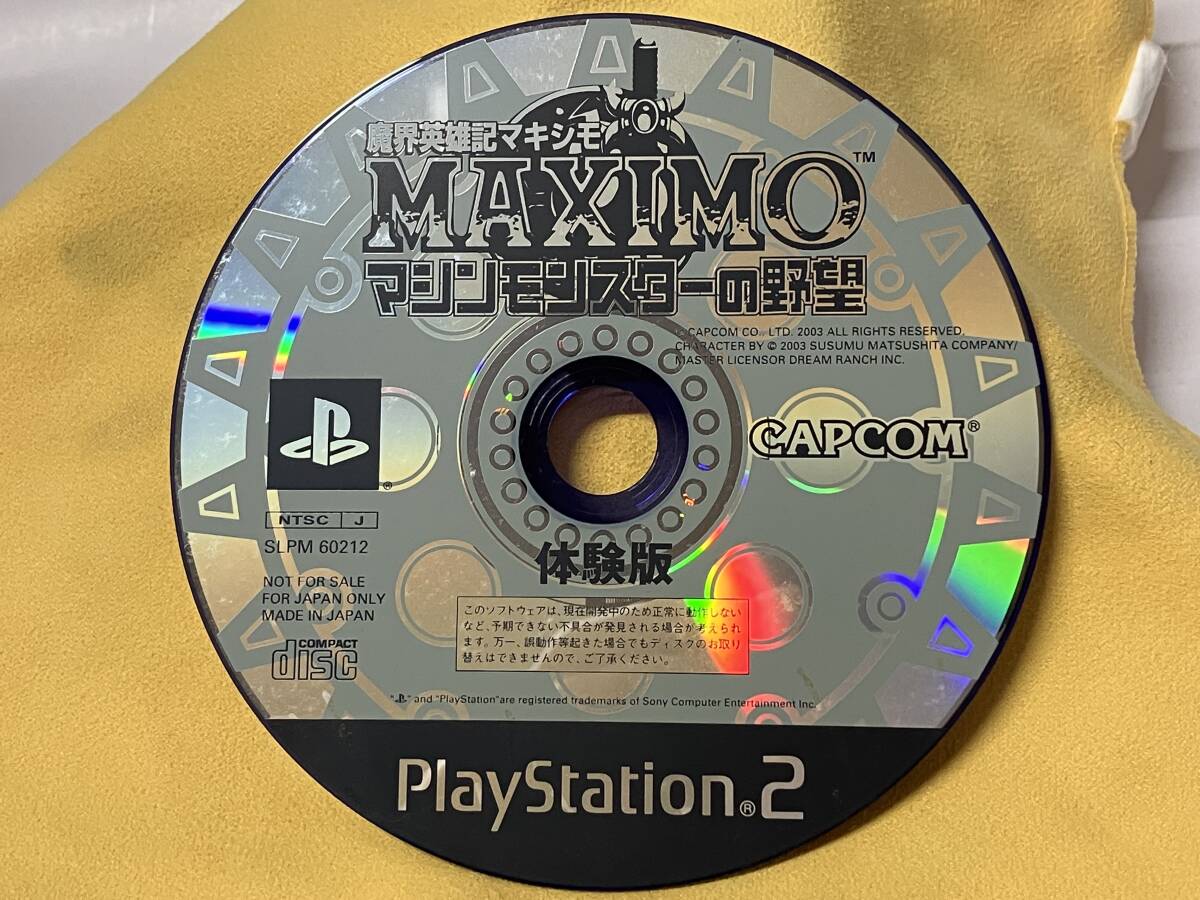 魔界英雄記マキシモ
MAXIMO™
マシンモンスターの野望
©CAPCOM CO., LTD. 2003 ALL RIGHTS RESERVED.
CHARACTER BY © 2003 SUSUMU MATSUSHITA COMPANY/
MASTER LICENSOR DREAM RANCH INC.
CAPCOM®
®
NTSC J
SLPM 60212
NOT FOR SALE
FOR JAPAN ONLY
MADE IN JAPAN
COMPACT
disc
体験版
このソフトウェアは、現在開発中のため正常に動作しない
など、予期できない不具合が発見される場合が考えられ
ます。万一、誤動作等起きた場合でもディスクのお取り
替えはできませんので、ご了承ください。
" " and "PlayStation"are registered trademarks of Sony Computer Entertainment Inc.
PlayStation®2